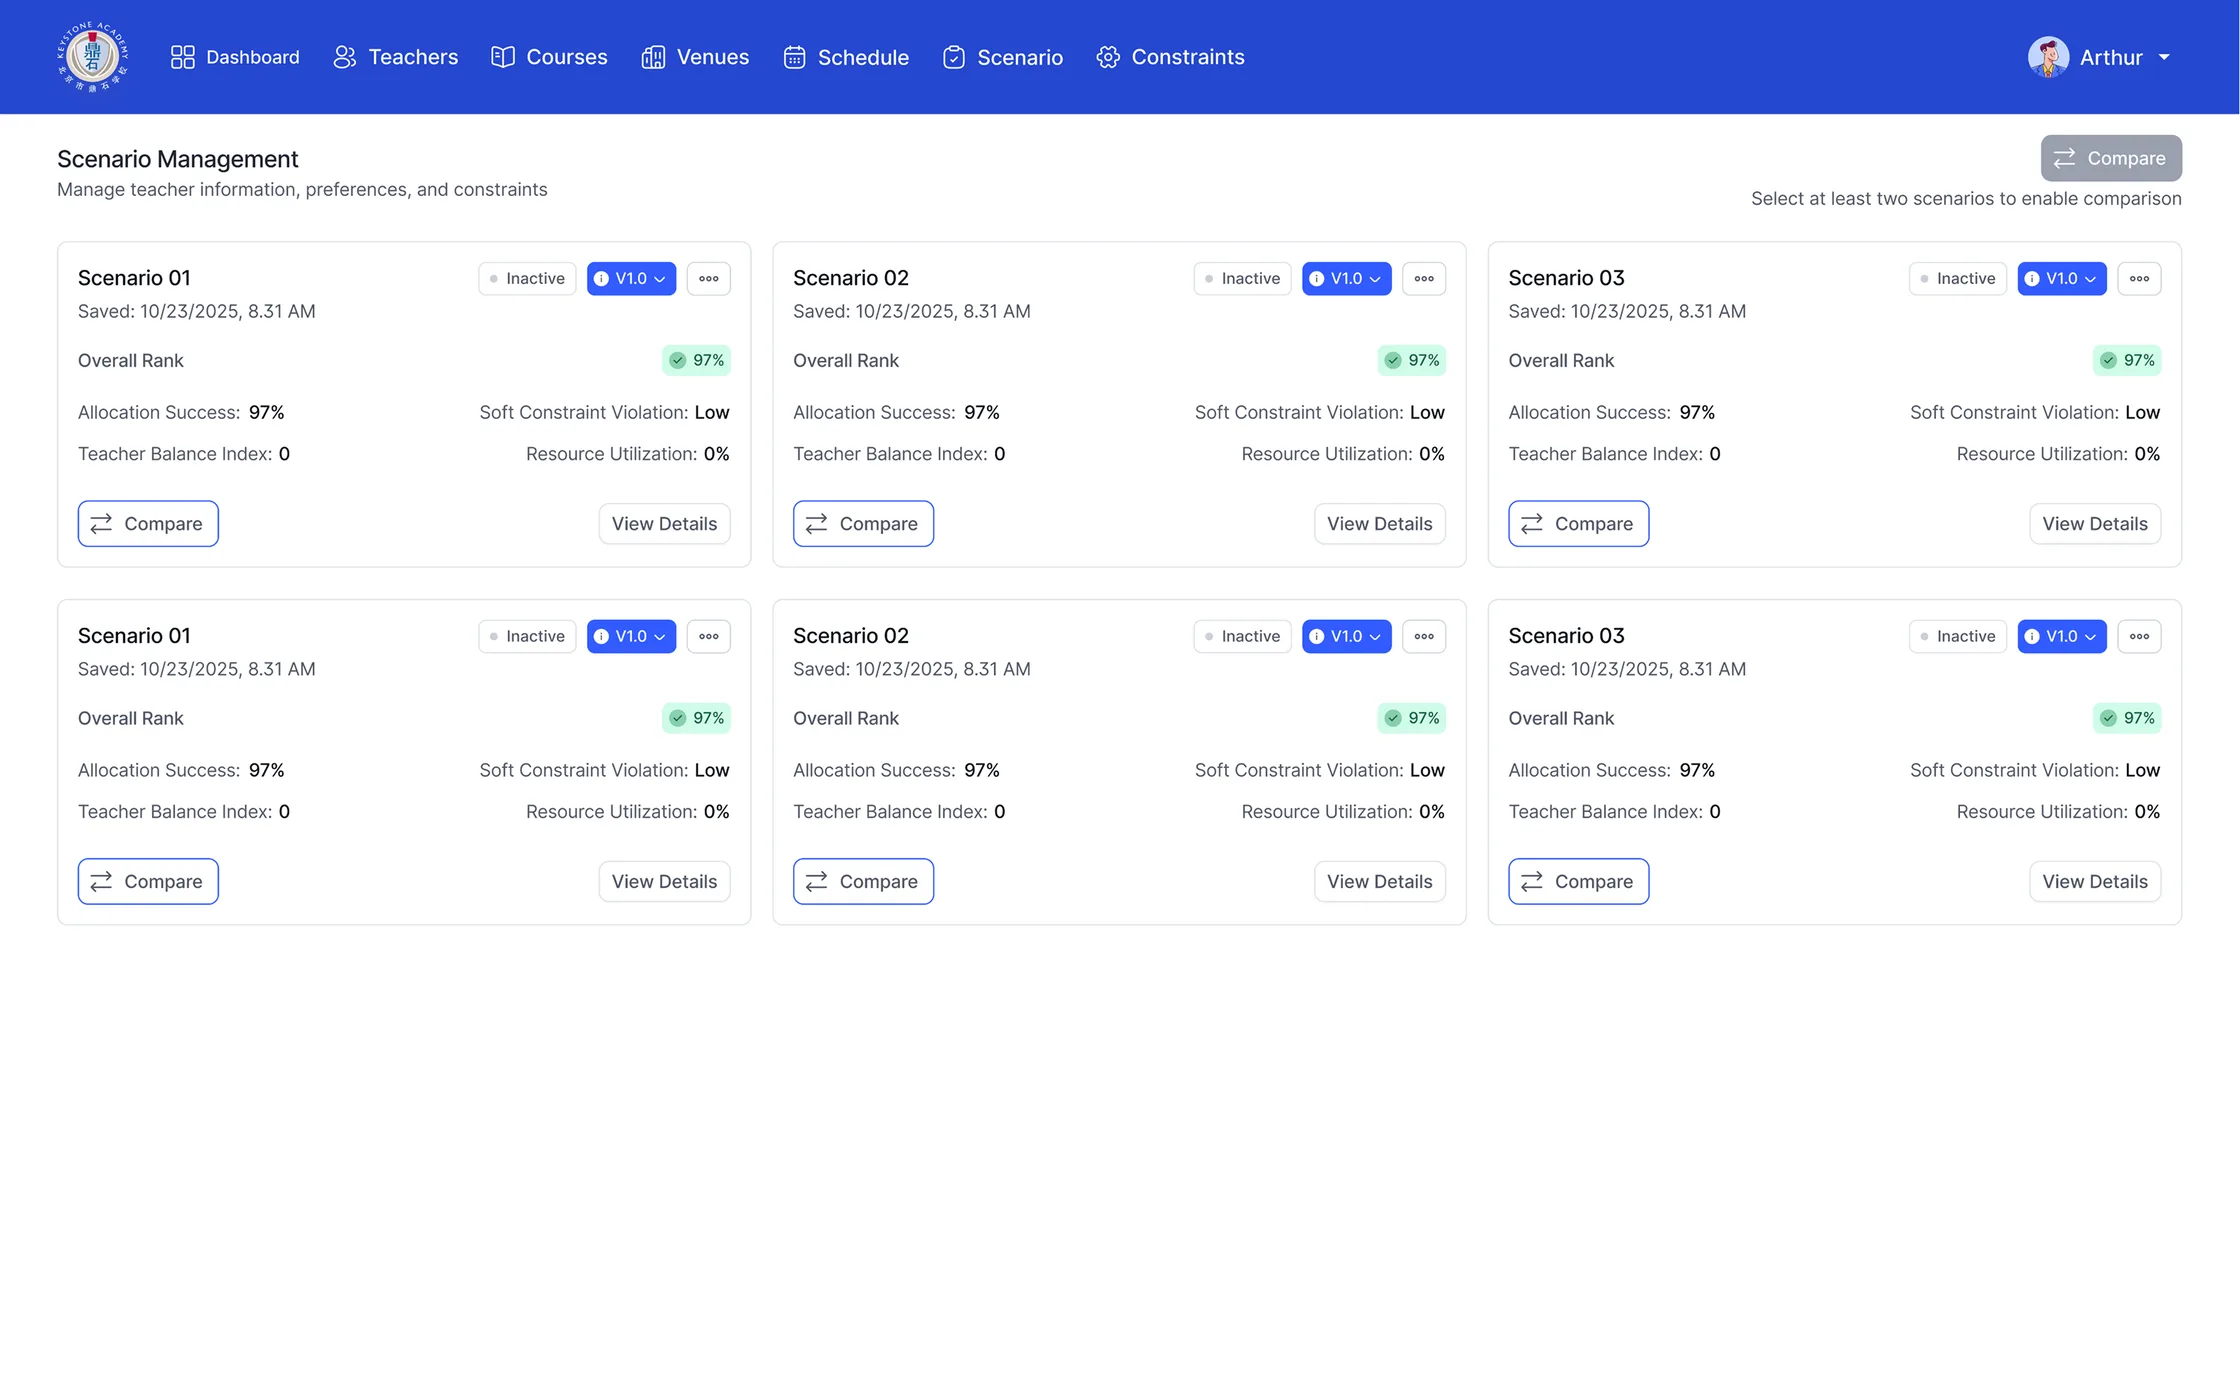 KEYSTONE ACADEMY
鼎石
北京市鼎石学校
Dashboard
Teachers
Courses
Venues
Schedule
Scenario
Constraints
Arthur
Scenario Management
Manage teacher information, preferences, and constraints
Compare
Select at least two scenarios to enable comparison
Scenario 01
Inactive
V1.0
Saved: 10/23/2025, 8.31 AM
Overall Rank
97%
Allocation Success: 97%
Soft Constraint Violation: Low
Teacher Balance Index: 0
Resource Utilization: 0%
Compare
View Details
Scenario 02
Inactive
V1.0
Saved: 10/23/2025, 8.31 AM
Overall Rank
97%
Allocation Success: 97%
Soft Constraint Violation: Low
Teacher Balance Index: 0
Resource Utilization: 0%
Compare
View Details
Scenario 03
Inactive
V1.0
Saved: 10/23/2025, 8.31 AM
Overall Rank
97%
Allocation Success: 97%
Soft Constraint Violation: Low
Teacher Balance Index: 0
Resource Utilization: 0%
Compare
View Details
Scenario 01
Inactive
V1.0
Saved: 10/23/2025, 8.31 AM
Overall Rank
97%
Allocation Success: 97%
Soft Constraint Violation: Low
Teacher Balance Index: 0
Resource Utilization: 0%
Compare
View Details
Scenario 02
Inactive
V1.0
Saved: 10/23/2025, 8.31 AM
Overall Rank
97%
Allocation Success: 97%
Soft Constraint Violation: Low
Teacher Balance Index: 0
Resource Utilization: 0%
Compare
View Details
Scenario 03
Inactive
V1.0
Saved: 10/23/2025, 8.31 AM
Overall Rank
97%
Allocation Success: 97%
Soft Constraint Violation: Low
Teacher Balance Index: 0
Resource Utilization: 0%
Compare
View Details